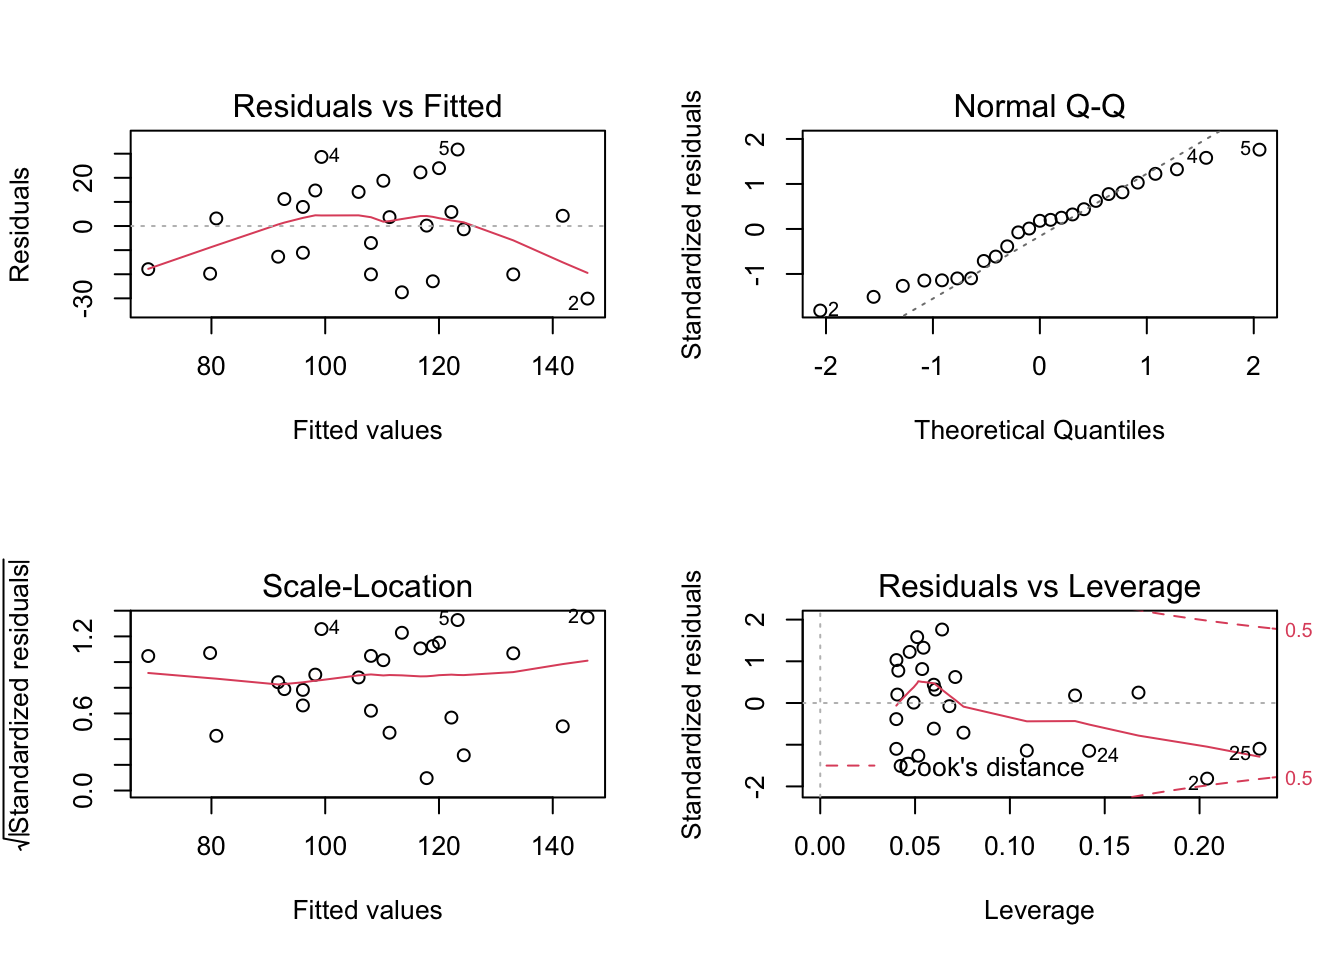 Residuals vs Fitted
Residuals
20
0
-30
4
5
2
80 100 120 140
Fitted values
Normal Q-Q
Standardized residuals
2
1
0
-1
4
5
2
-2 -1 0 1 2
Theoretical Quantiles
Scale-Location
√|Standardized residuals|
1.2
0.6
0.0
4
5
2
80 100 120 140
Fitted values
Residuals vs Leverage
Standardized residuals
2
1
0
-2
0.5
25
24
Cook's distance
2
0.5
0.00 0.05 0.10 0.15 0.20
Leverage